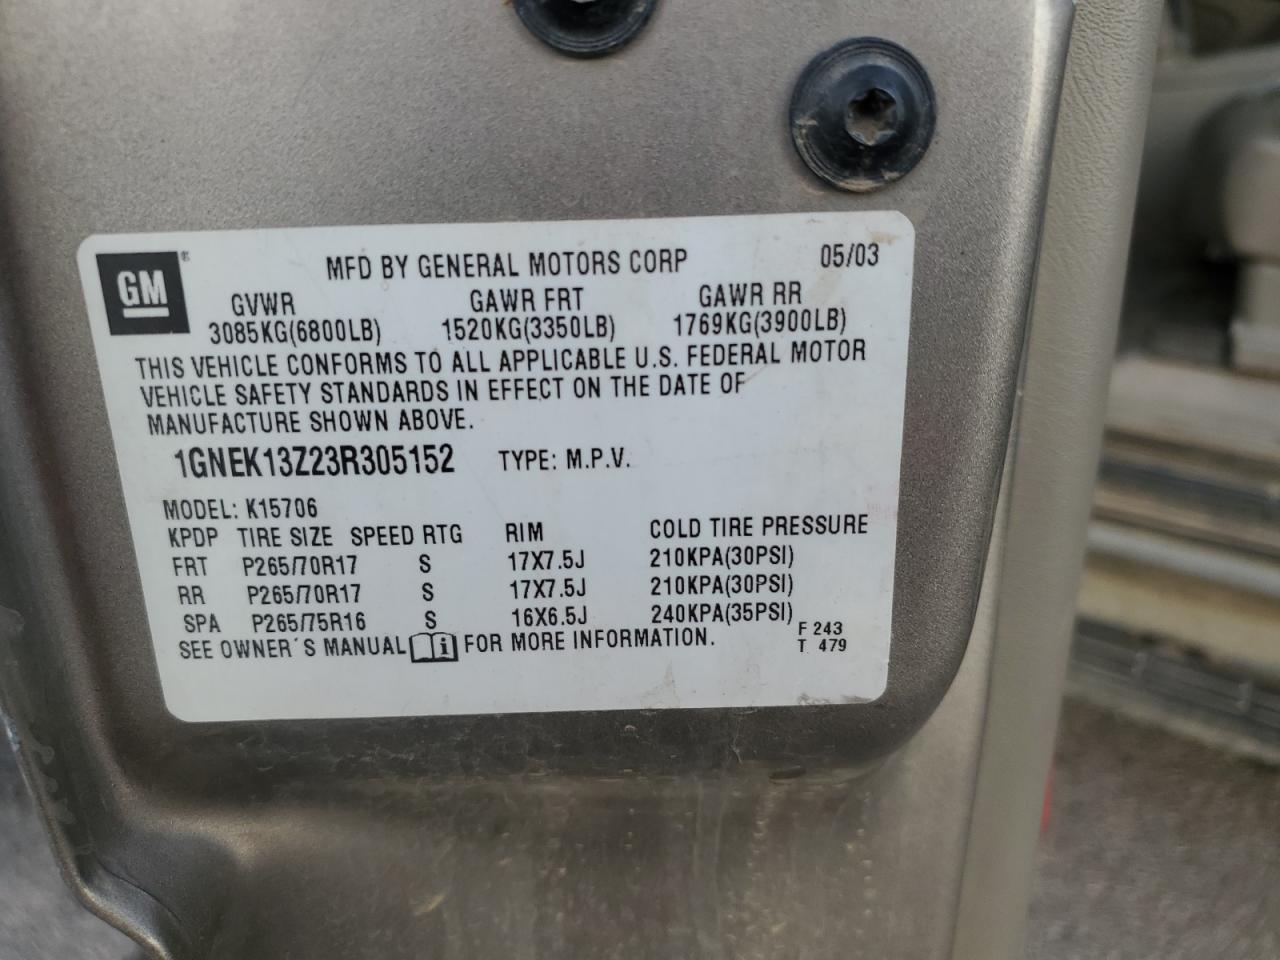 GM® MFD BY GENERAL MOTORS CORP 05/03
GVWR GAWR FRT GAWR RR
3085KG(6800LB) 1520KG(3350LB) 1769KG(3900LB)
THIS VEHICLE CONFORMS TO ALL APPLICABLE U.S. FEDERAL MOTOR
VEHICLE SAFETY STANDARDS IN EFFECT ON THE DATE OF
MANUFACTURE SHOWN ABOVE.
1GNEK13Z23R305152 TYPE: M.P.V.
MODEL: K15706
KPDP TIRE SIZE SPEED RTG RIM COLD TIRE PRESSURE
FRT P265/70R17 S 17X7.5J 210KPA(30PSI)
RR P265/70R17 S 17X7.5J 210KPA(30PSI)
SPA P265/75R16 S 16X6.5J 240KPA(35PSI)
SEE OWNER'S MANUAL i FOR MORE INFORMATION. F 243
T 479